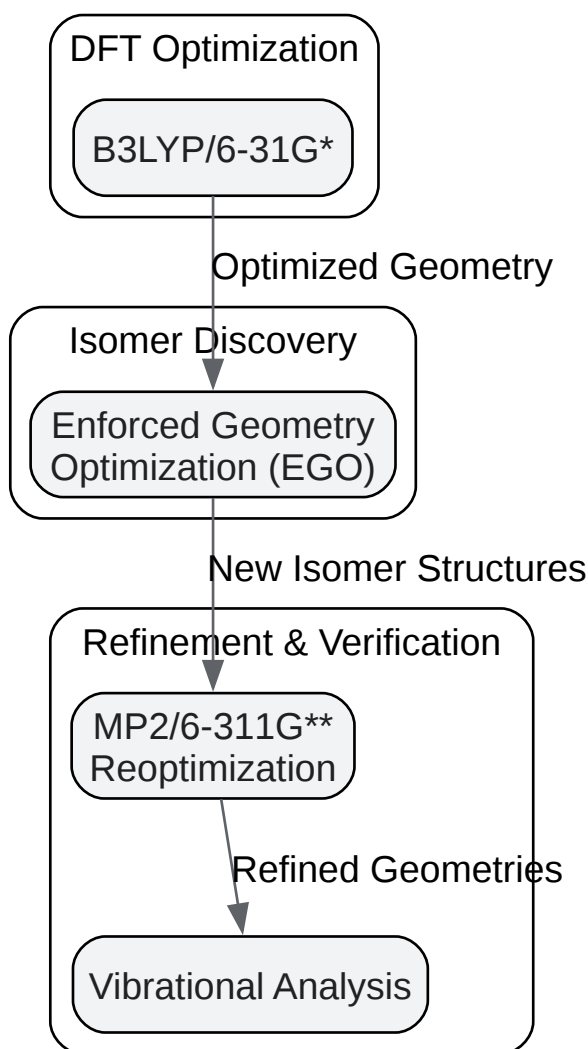 DFT Optimization
B3LYP/6-31G*
Optimized Geometry
Isomer Discovery
Enforced Geometry
Optimization (EGO)
New Isomer Structures
Refinement & Verification
MP2/6-311G**
Reoptimization
Refined Geometries
Vibrational Analysis